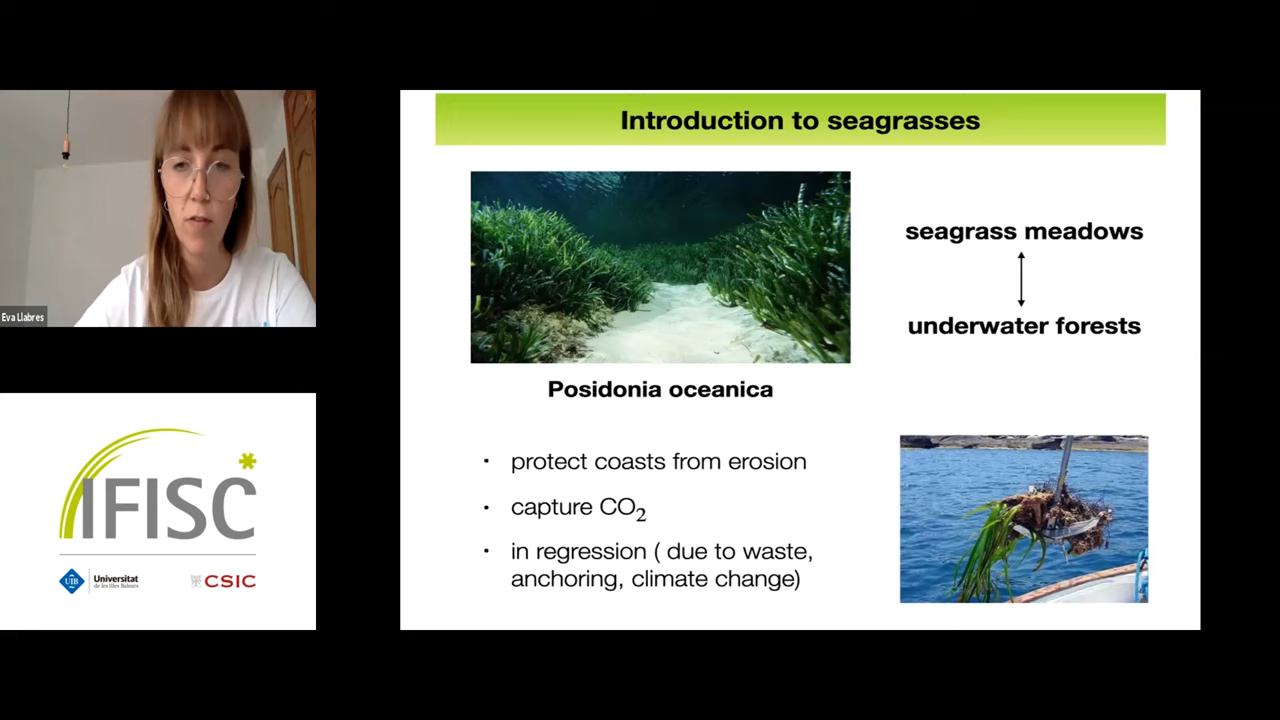 Introduction to seagrasses
seagrass meadows
underwater forests
Posidonia oceanica
• protect coasts from erosion
• capture CO2
• in regression ( due to waste,
anchoring, climate change)
Eva Llabres
IFISC
UIB
Universitat
de les Illes Balears
CSIC